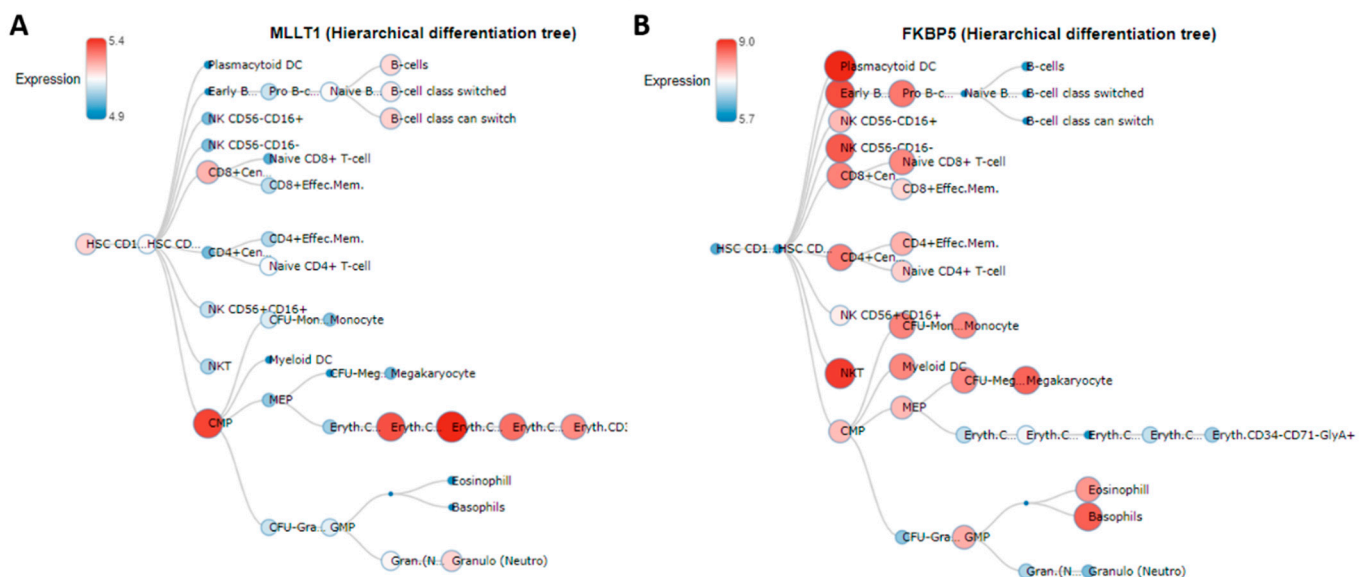 A
5.4
Expression
4.9
MLLT1 (Hierarchical differentiation tree)
Plasmacytoid DC
Early B... Pro B-c... Naive B...
B-cells
B-cell class switched
B-cell class can switch
NK CD56-CD16+
NK CD56-CD16-
CD8+Cen...
Naive CD8+ T-cell
CD8+Effec.Mem.
HSC CD1... HSC CD...
CD4+Cen...
CD4+Effec.Mem.
Naive CD4+ T-cell
NK CD56+CD16+
CFU-Mon... Monocyte
NKT
Myeloid DC
CFU-Meg... Megakaryocyte
MEP
CMP
Eryth.C... Eryth.C... Eryth.C... Eryth.C... Eryth.CD3
Eosinophill
Basophils
CFU-Gra... GMP
Gran.(N... Granulo (Neutro)
B
9.0
Expression
5.7
FKBP5 (Hierarchical differentiation tree)
Plasmacytoid DC
Early B... Pro B-c... Naive B...
B-cells
B-cell class switched
B-cell class can switch
NK CD56-CD16+
NK CD56-CD16-
CD8+Cen...
Naive CD8+ T-cell
CD8+Effec.Mem.
HSC CD1... HSC CD...
CD4+Cen...
CD4+Effec.Mem.
Naive CD4+ T-cell
NK CD56+CD16+
CFU-Mon... Monocyte
NKT
Myeloid DC
CFU-Meg... Megakaryocyte
MEP
CMP
Eryth.C... Eryth.C... Eryth.C... Eryth.C... Eryth.CD34-CD71-GlyA+
Eosinophill
Basophils
CFU-Gra... GMP
Gran.(N... Granulo (Neutro)